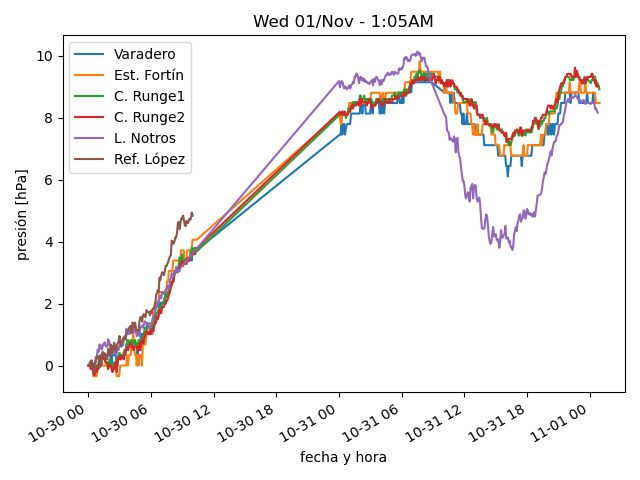 Wed 01/Nov - 1:05AM
Varadero
Est. Fortín
C. Runge1
C. Runge2
L. Notros
Ref. López
presión [hPa]
10
8
6
4
2
0
10-30 00
10-30 06
10-30 12
10-30 18
10-31 00
10-31 06
10-31 12
10-31 18
11-01 00
fecha y hora